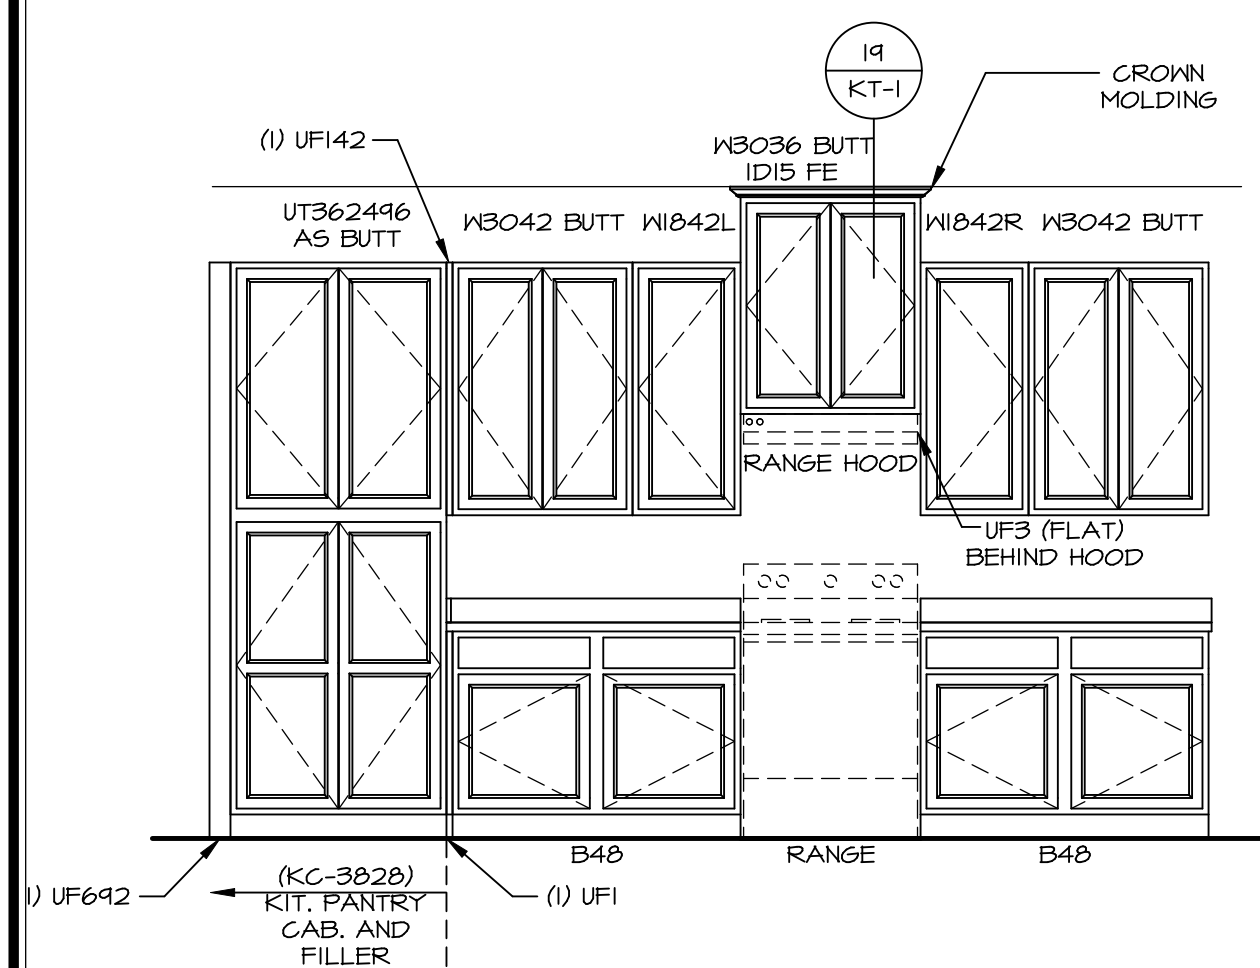 19
KT-1
CROWN
MOLDING
(1) UF142
W3036 BUTT
1D15 FE
UT362496
AS BUTT
W3042 BUTT
W1842L
W1842R
W3042 BUTT
RANGE HOOD
UF3 (FLAT)
BEHIND HOOD
B48
RANGE
B48
1) UF692
(KC-3828)
KIT. PANTRY
CAB. AND
FILLER
(1) UF1